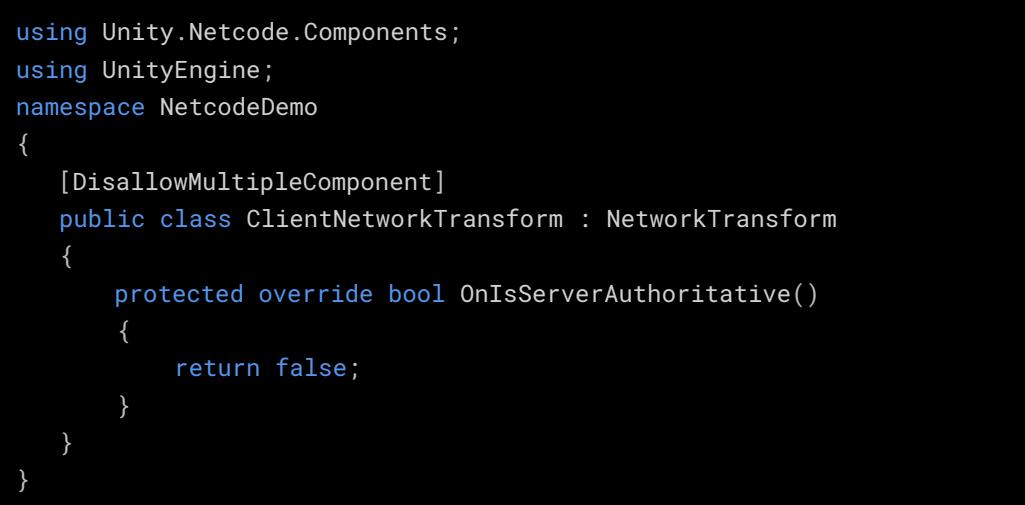 using Unity.Netcode.Components;
using UnityEngine;
namespace NetcodeDemo
{
[DisallowMultipleComponent]
public class ClientNetworkTransform : NetworkTransform
{
protected override bool OnIsServerAuthoritative()
{
return false;
}
}
}